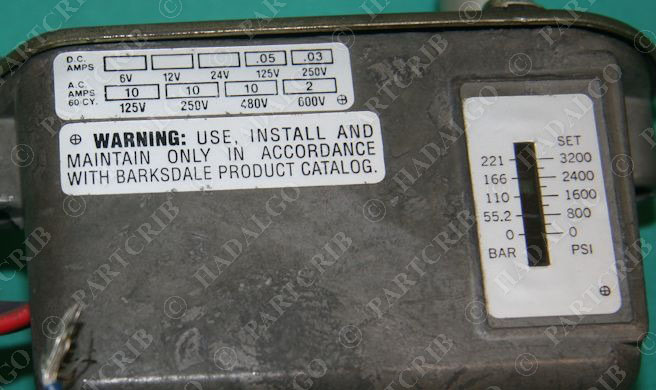 D.C. AMPS .05 .03
6V 12V 24V 125V 250V
A.C. AMPS 60 CY. 10 10 10 2
125V 250V 480V 600V
WARNING: USE, INSTALL AND
MAINTAIN ONLY IN ACCORDANCE
WITH BARKSDALE PRODUCT CATALOG.
SET
221 3200
166 2400
110 1600
55.2 800
0 0
BAR PSI
© PARTCRIB
© HADALGO